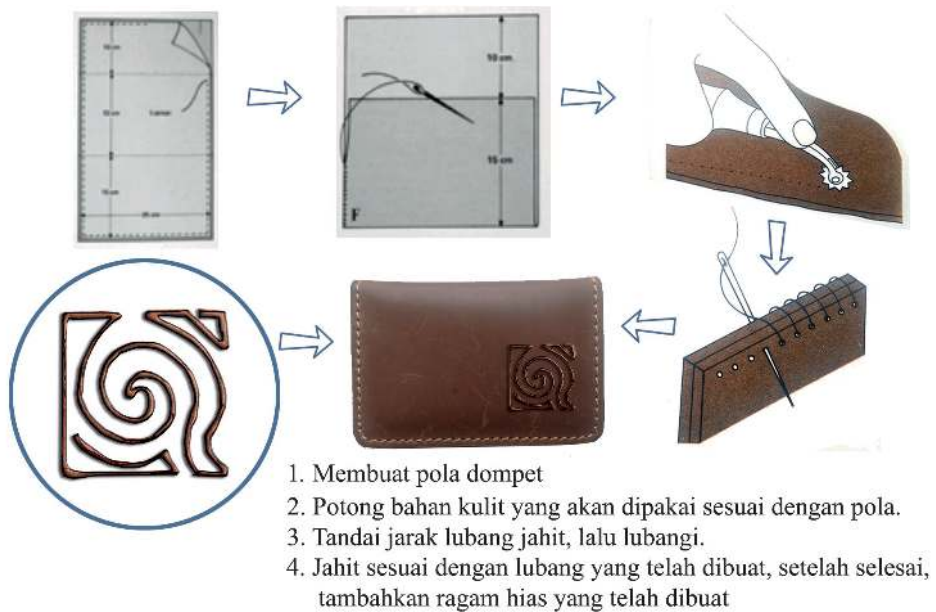 10 cm
15 cm
F
1. Membuat pola dompet
2. Potong bahan kulit yang akan dipakai sesuai dengan pola.
3. Tandai jarak lubang jahit, lalu lubangi.
4. Jahit sesuai dengan lubang yang telah dibuat, setelah selesai,
tambahkan ragam hias yang telah dibuat